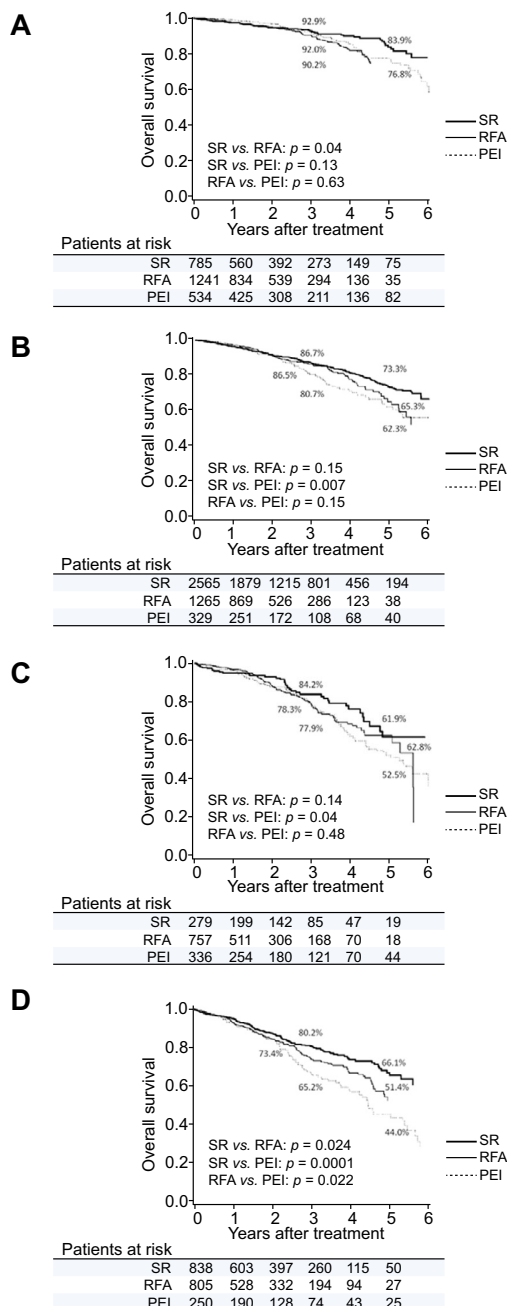 A
Overall survival
1.0
0.8
0.6
0.4
0.2
0.0
92.9%
83.9%
92.0%
90.2%
76.8%
SR vs. RFA: p = 0.04
SR vs. PEI: p = 0.13
RFA vs. PEI: p = 0.63
SR
RFA
PEI
0 1 2 3 4 5 6
Years after treatment
Patients at risk
SR 785 560 392 273 149 75
RFA 1241 834 539 294 136 35
PEI 534 425 308 211 136 82
B
Overall survival
1.0
0.8
0.6
0.4
0.2
0.0
86.7%
73.3%
86.5%
80.7%
65.3%
62.3%
SR vs. RFA: p = 0.15
SR vs. PEI: p = 0.007
RFA vs. PEI: p = 0.15
SR
RFA
PEI
0 1 2 3 4 5 6
Years after treatment
Patients at risk
SR 2565 1879 1215 801 456 194
RFA 1265 869 526 286 123 38
PEI 329 251 172 108 68 40
C
Overall survival
1.0
0.8
0.6
0.4
0.2
0.0
84.2%
61.9%
78.3%
77.9%
62.8%
52.5%
SR vs. RFA: p = 0.14
SR vs. PEI: p = 0.04
RFA vs. PEI: p = 0.48
SR
RFA
PEI
0 1 2 3 4 5 6
Years after treatment
Patients at risk
SR 279 199 142 85 47 19
RFA 757 511 306 168 70 18
PEI 336 254 180 121 70 44
D
Overall survival
1.0
0.8
0.6
0.4
0.2
0.0
80.2%
66.1%
73.4%
65.2%
51.4%
44.0%
SR vs. RFA: p = 0.024
SR vs. PEI: p = 0.0001
RFA vs. PEI: p = 0.022
SR
RFA
PEI
0 1 2 3 4 5 6
Years after treatment
Patients at risk
SR 838 603 397 260 115 50
RFA 805 528 332 194 94 27
PEI 250 190 128 74 43 25